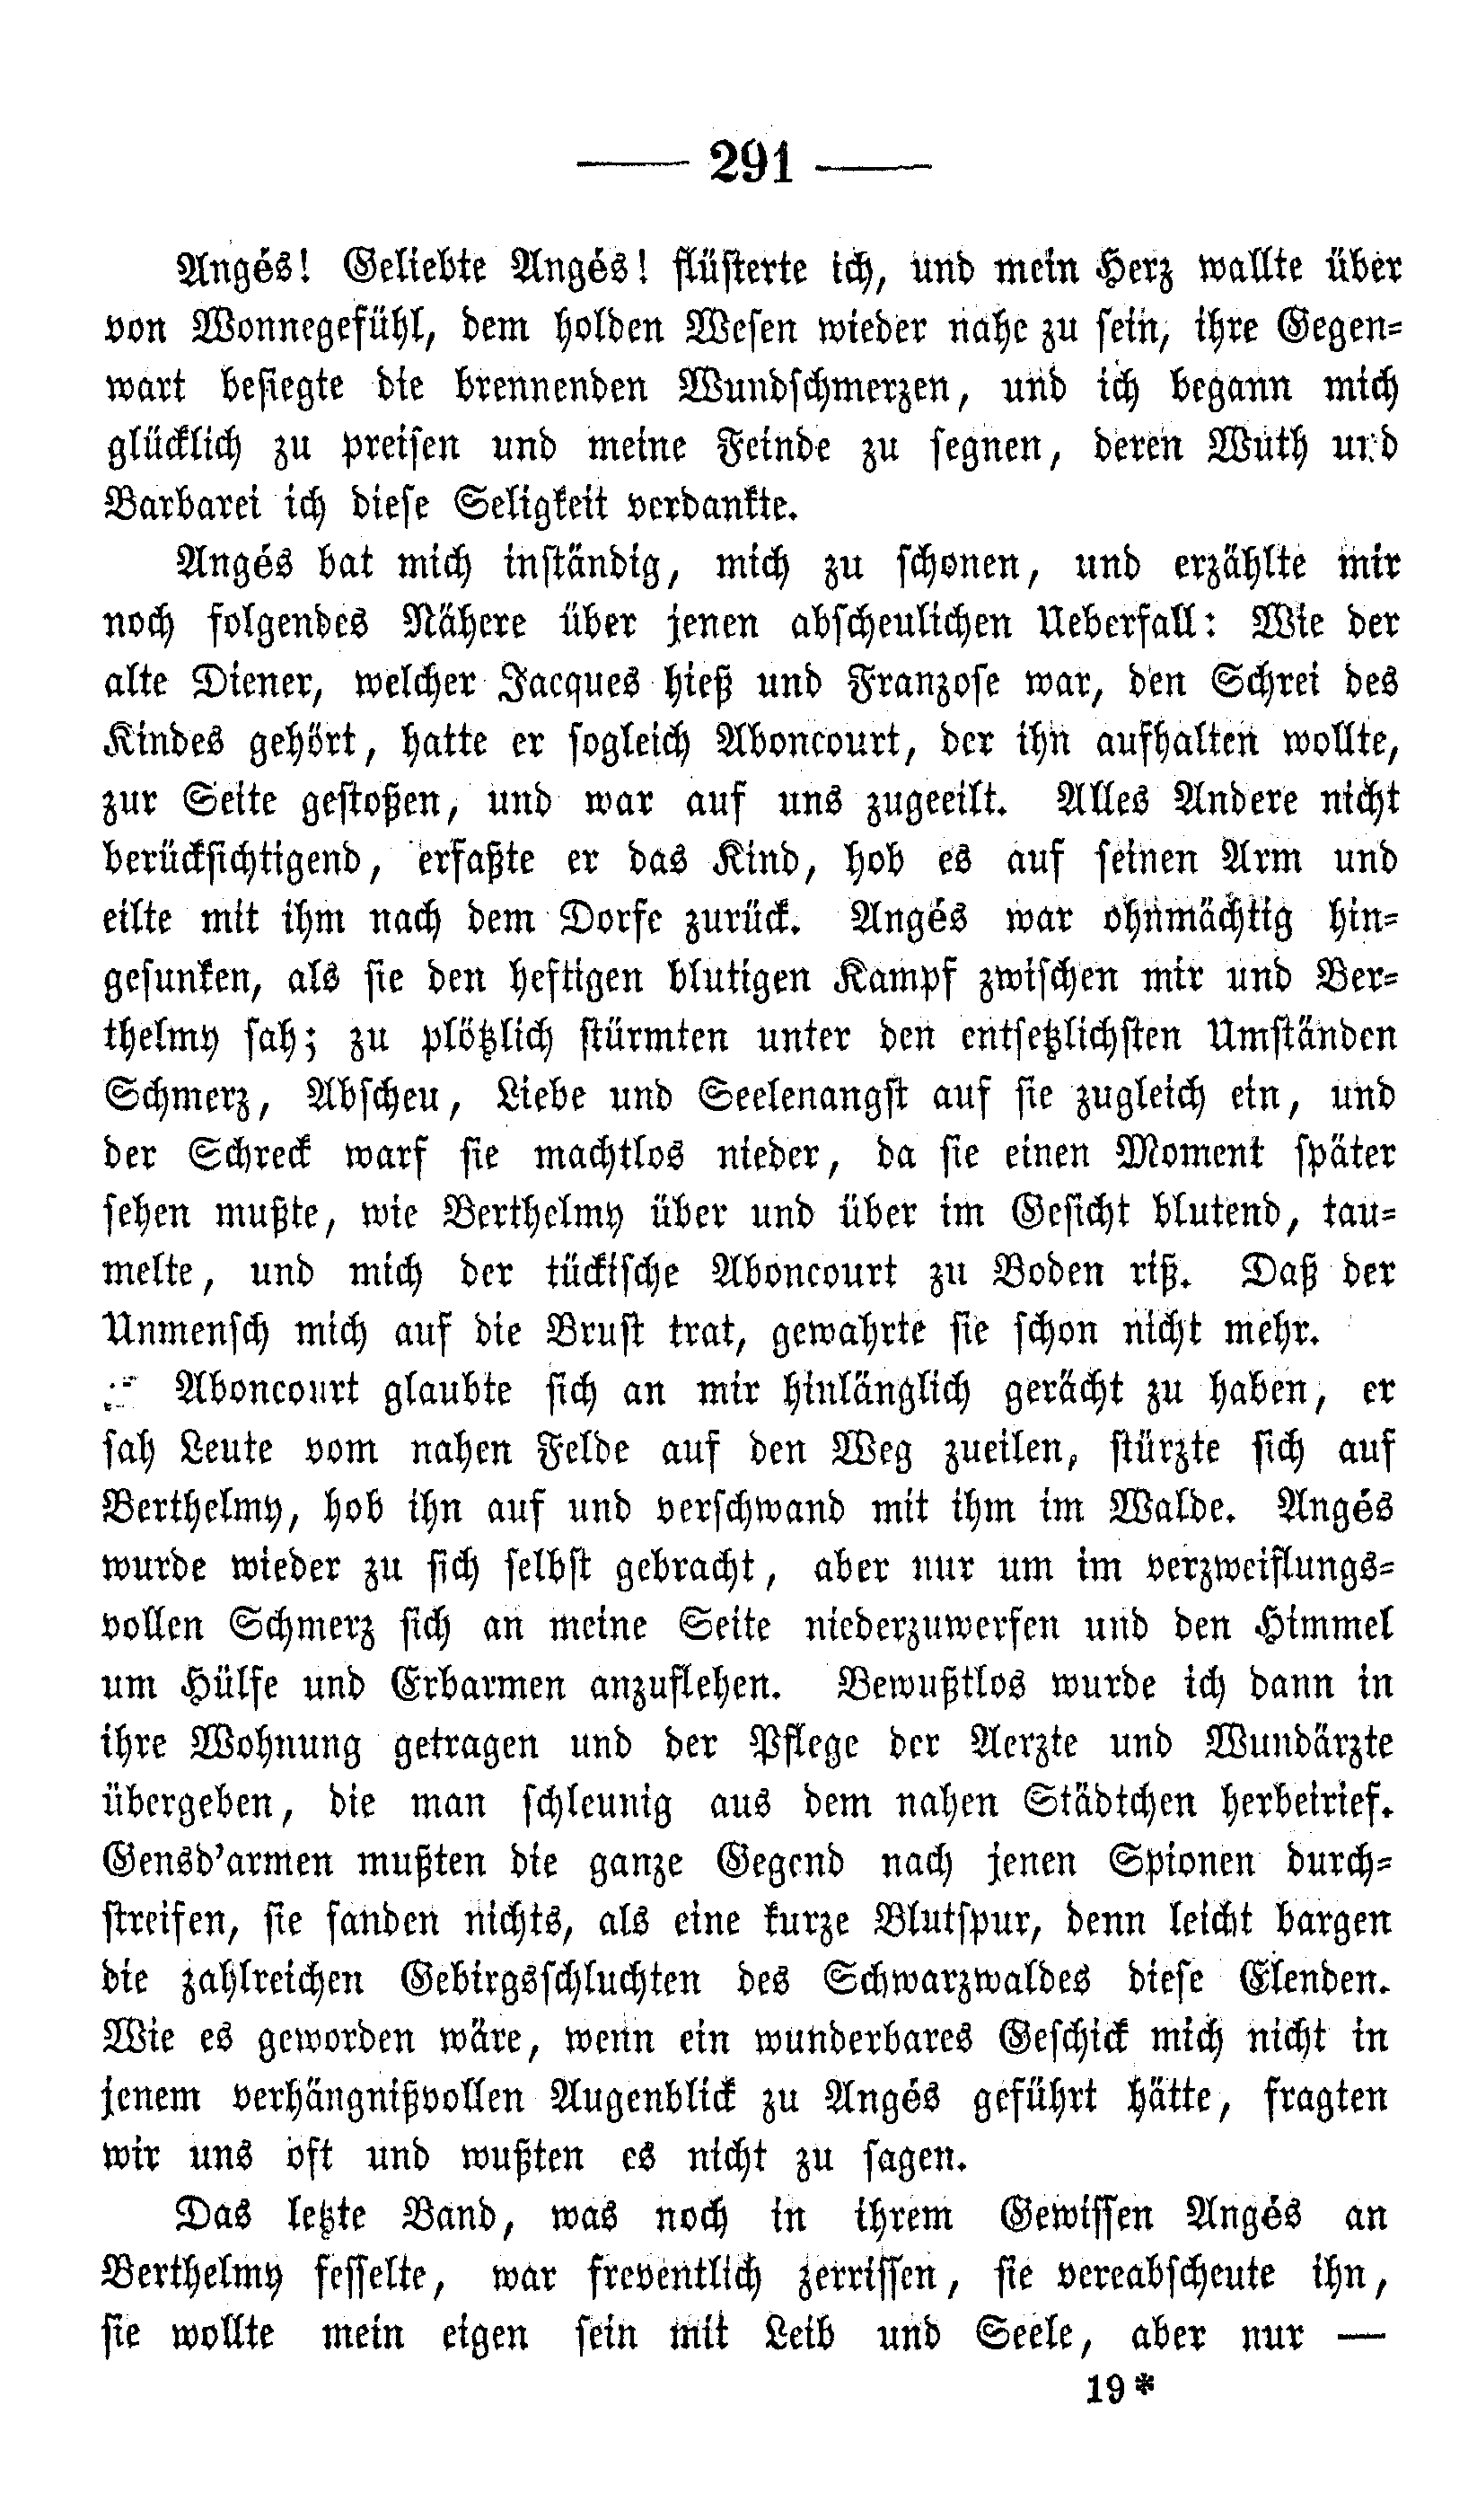 — 291 —
Angés! Geliebte Angés! flüsterte ich, und mein Herz wallte über
von Wonnegefühl, dem holden Wesen wieder nahe zu sein, ihre Gegen=
wart besiegte die brennenden Wundschmerzen, und ich begann mich
glücklich zu preisen und meine Feinde zu segnen, deren Wuth und
Barbarei ich diese Seligkeit verdankte.
Angés bat mich inständig, mich zu schonen, und erzählte mir
noch folgendes Nähere über jenen abscheulichen Ueberfall: Wie der
alte Diener, welcher Jacques hieß und Franzose war, den Schrei des
Kindes gehört, hatte er sogleich Aboncourt, der ihn aufhalten wollte,
zur Seite gestoßen, und war auf uns zugeeilt. Alles Andere nicht
berücksichtigend, erfaßte er das Kind, hob es auf seinen Arm und
eilte mit ihm nach dem Dorfe zurück. Angés war ohnmächtig hin=
gesunken, als sie den heftigen blutigen Kampf zwischen mir und Ber=
thelmy sah; zu plötzlich stürmten unter den entsetzlichsten Umständen
Schmerz, Abscheu, Liebe und Seelenangst auf sie zugleich ein, und
der Schreck warf sie machtlos nieder, da sie einen Moment später
sehen mußte, wie Berthelmy über und über im Gesicht blutend, tau=
melte, und mich der tückische Aboncourt zu Boden riß. Daß der
Unmensch mich auf die Brust trat, gewahrte sie schon nicht mehr.
Aboncourt glaubte sich an mir hinlänglich gerächt zu haben, er
sah Leute vom nahen Felde auf den Weg zueilen, stürzte sich auf
Berthelmy, hob ihn auf und verschwand mit ihm im Walde. Angés
wurde wieder zu sich selbst gebracht, aber nur um im verzweiflungs=
vollen Schmerz sich an meine Seite niederzuwerfen und den Himmel
um Hülfe und Erbarmen anzuflehen. Bewußtlos wurde ich dann in
ihre Wohnung getragen und der Pflege der Aerzte und Wundärzte
übergeben, die man schleunig aus dem nahen Städtchen herbeirief.
Gensd'armen mußten die ganze Gegend nach jenen Spionen durch=
streifen, sie fanden nichts, als eine kurze Blutspur, denn leicht bargen
die zahlreichen Gebirgsschluchten des Schwarzwaldes diese Elenden.
Wie es geworden wäre, wenn ein wunderbares Geschick mich nicht in
jenem verhängnißvollen Augenblick zu Angés geführt hätte, fragten
wir uns oft und wußten es nicht zu sagen.
Das letzte Band, was noch in ihrem Gewissen Angés an
Berthelmy fesselte, war freventlich zerrissen, sie vereabscheute ihn,
sie wollte mein eigen sein mit Leib und Seele, aber nur —
19*